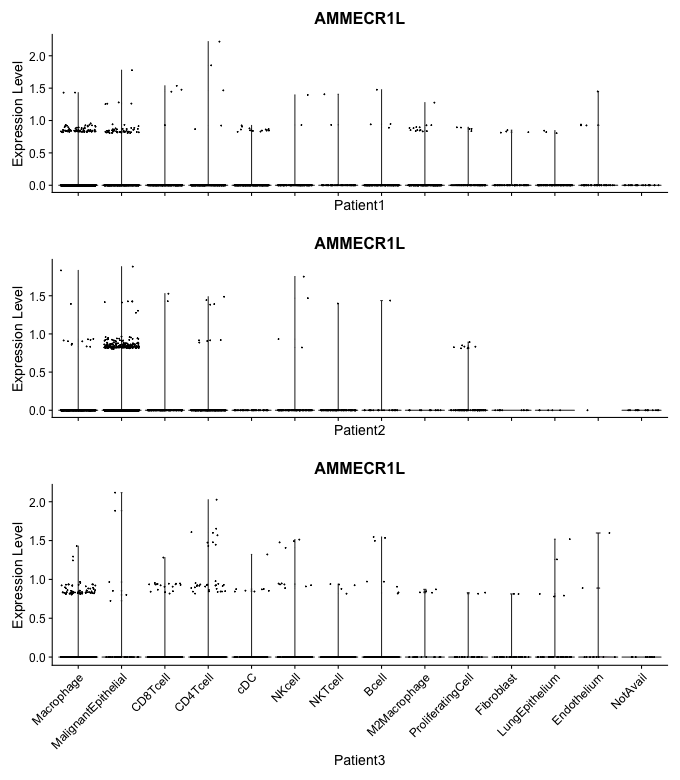 AMMECR1L
Expression Level
2.0
1.5
1.0
0.5
0.0
Patient1
AMMECR1L
Expression Level
1.5
1.0
0.5
0.0
Patient2
AMMECR1L
Expression Level
2.0
1.5
1.0
0.5
0.0
Macrophage
MalignantEpithelial
CD8Tcell
CD4Tcell
cDC
NKcell
NKTcell
Bcell
M2Macrophage
ProliferatingCell
Fibroblast
LungEpithelium
Endothelium
NotAvail
Patient3